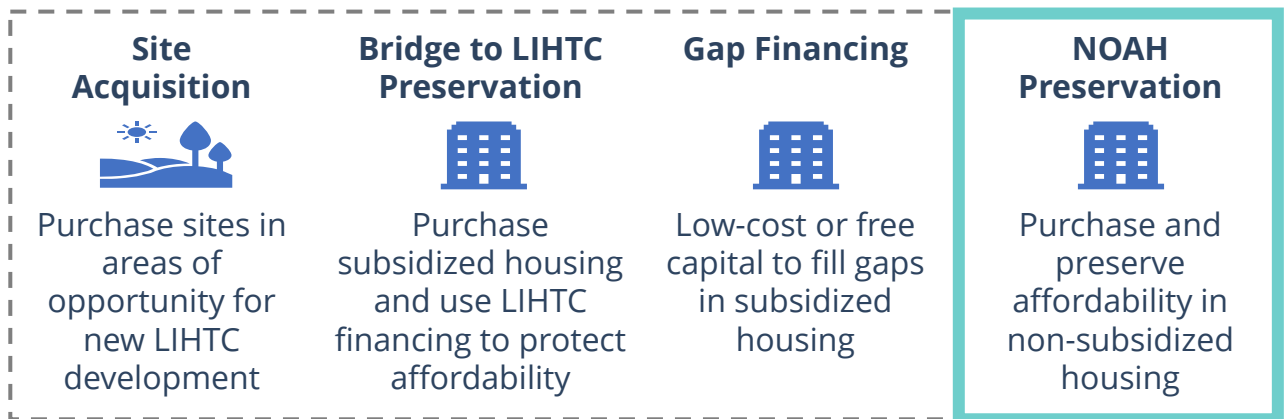 Site
Acquisition
Purchase sites in
areas of
opportunity for
new LIHTC
development
Bridge to LIHTC
Preservation
Purchase
subsidized housing
and use LIHTC
financing to protect
affordability
Gap Financing
Low-cost or free
capital to fill gaps
in subsidized
housing
NOAH
Preservation
Purchase and
preserve
affordability in
non-subsidized
housing